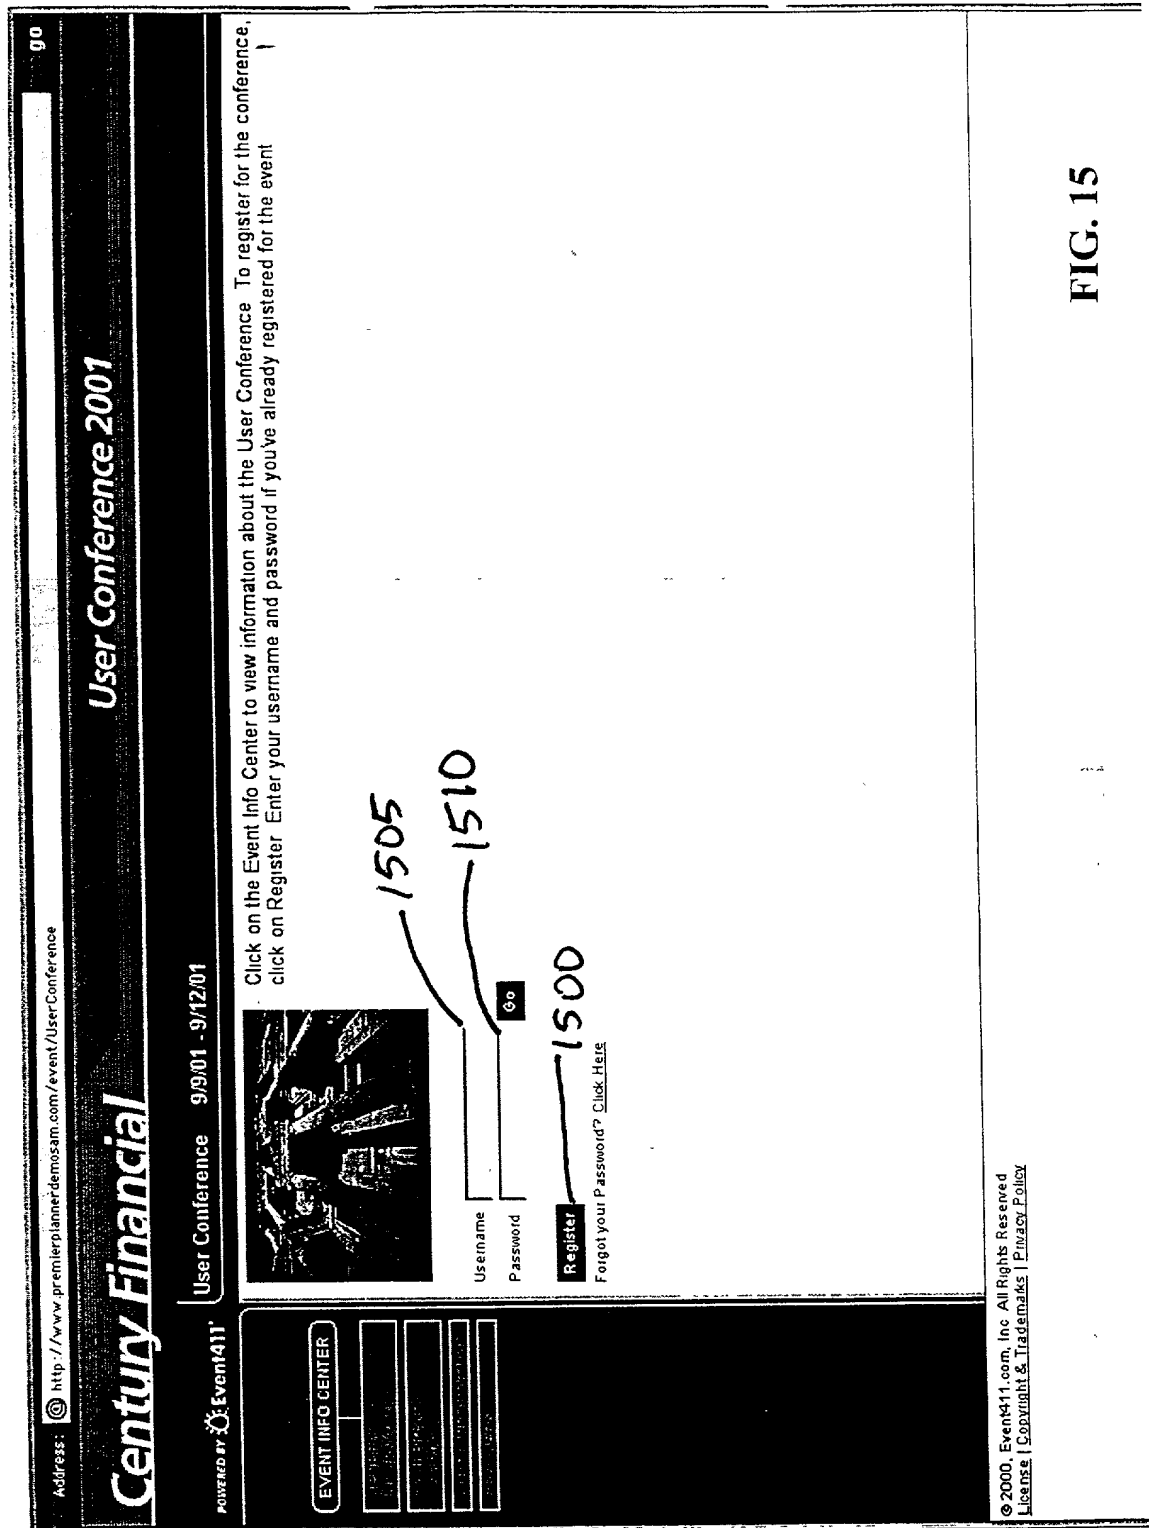 Address: @ http://www.premierplannerdemosam.com/event/UserConference go
Century Financial User Conference 2001
POWERED BY Event411
User Conference 9/9/01 - 9/12/01
EVENT INFO CENTER
Click on the Event Info Center to view information about the User Conference To register for the conference,
click on Register Enter your username and password if you've already registered for the event
1505
Username
1510
Password Go
Register 1500
Forgot your Password? Click Here
© 2000, Event411.com, Inc All Rights Reserved
License | Copyright & Trademarks | Privacy Policy
FIG. 15